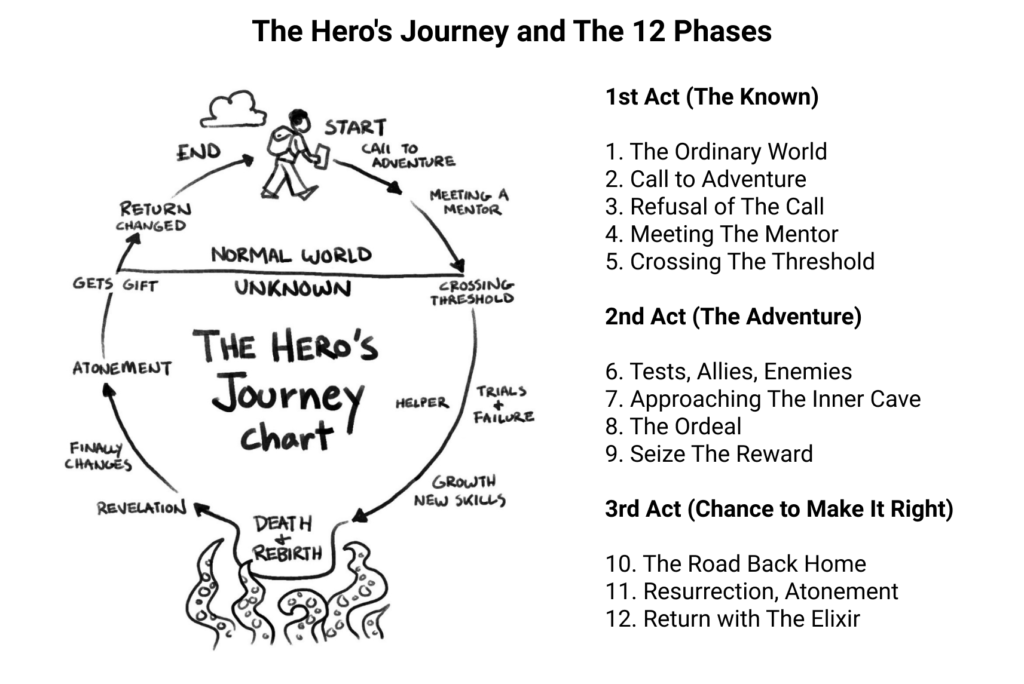 The Hero's Journey and The 12 Phases
START
CALL TO
ADVENTURE
MEETING A
MENTOR
CROSSING
THRESHOLD
TRIALS
+
FAILURE
HELPER
GROWTH
NEW SKILLS
DEATH
+
REBIRTH
REVELATION
FINALLY
CHANGES
ATONEMENT
GETS GIFT
RETURN
CHANGED
END
NORMAL WORLD
UNKNOWN
THE HERO'S
JOURNEY
chart
1st Act (The Known)
1. The Ordinary World
2. Call to Adventure
3. Refusal of The Call
4. Meeting The Mentor
5. Crossing The Threshold
2nd Act (The Adventure)
6. Tests, Allies, Enemies
7. Approaching The Inner Cave
8. The Ordeal
9. Seize The Reward
3rd Act (Chance to Make It Right)
10. The Road Back Home
11. Resurrection, Atonement
12. Return with The Elixir